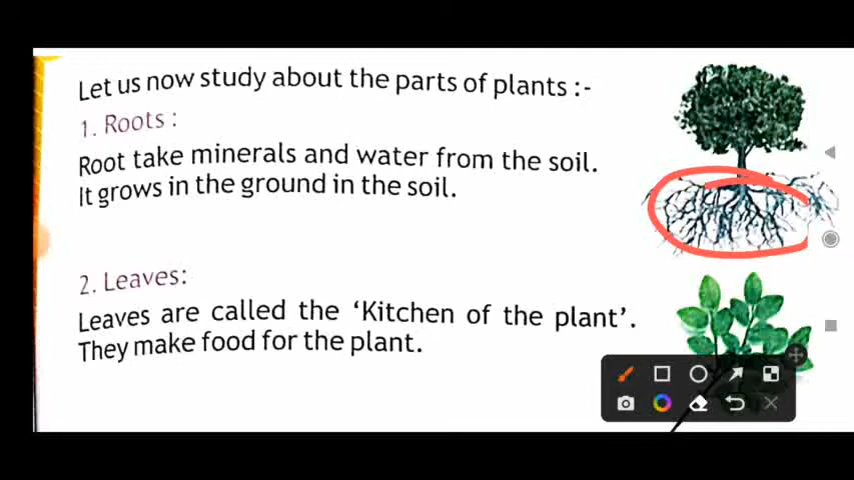 Let us now study about the parts of plants :-
1. Roots :
Root take minerals and water from the soil.
It grows in the ground in the soil.
2. Leaves:
Leaves are called the ‘Kitchen of the plant’.
They make food for the plant.